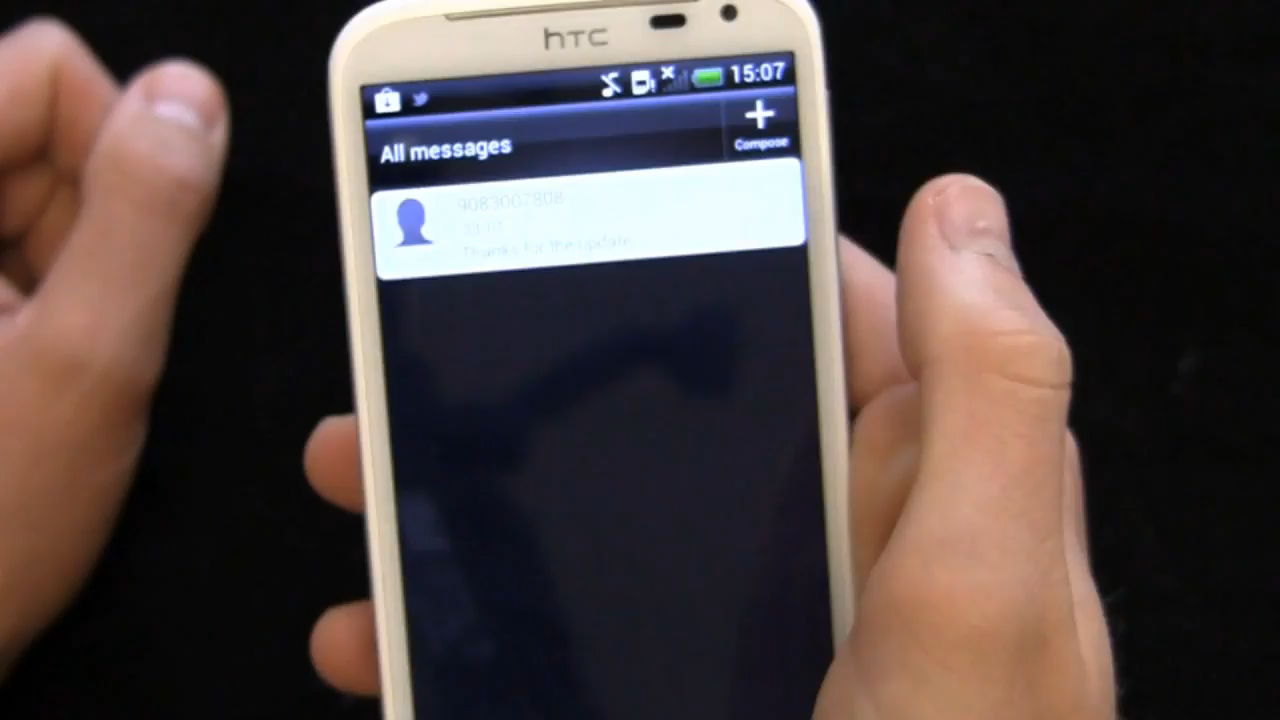 hTC
15:07
All messages
Compose
9083007808
Thanks for the update